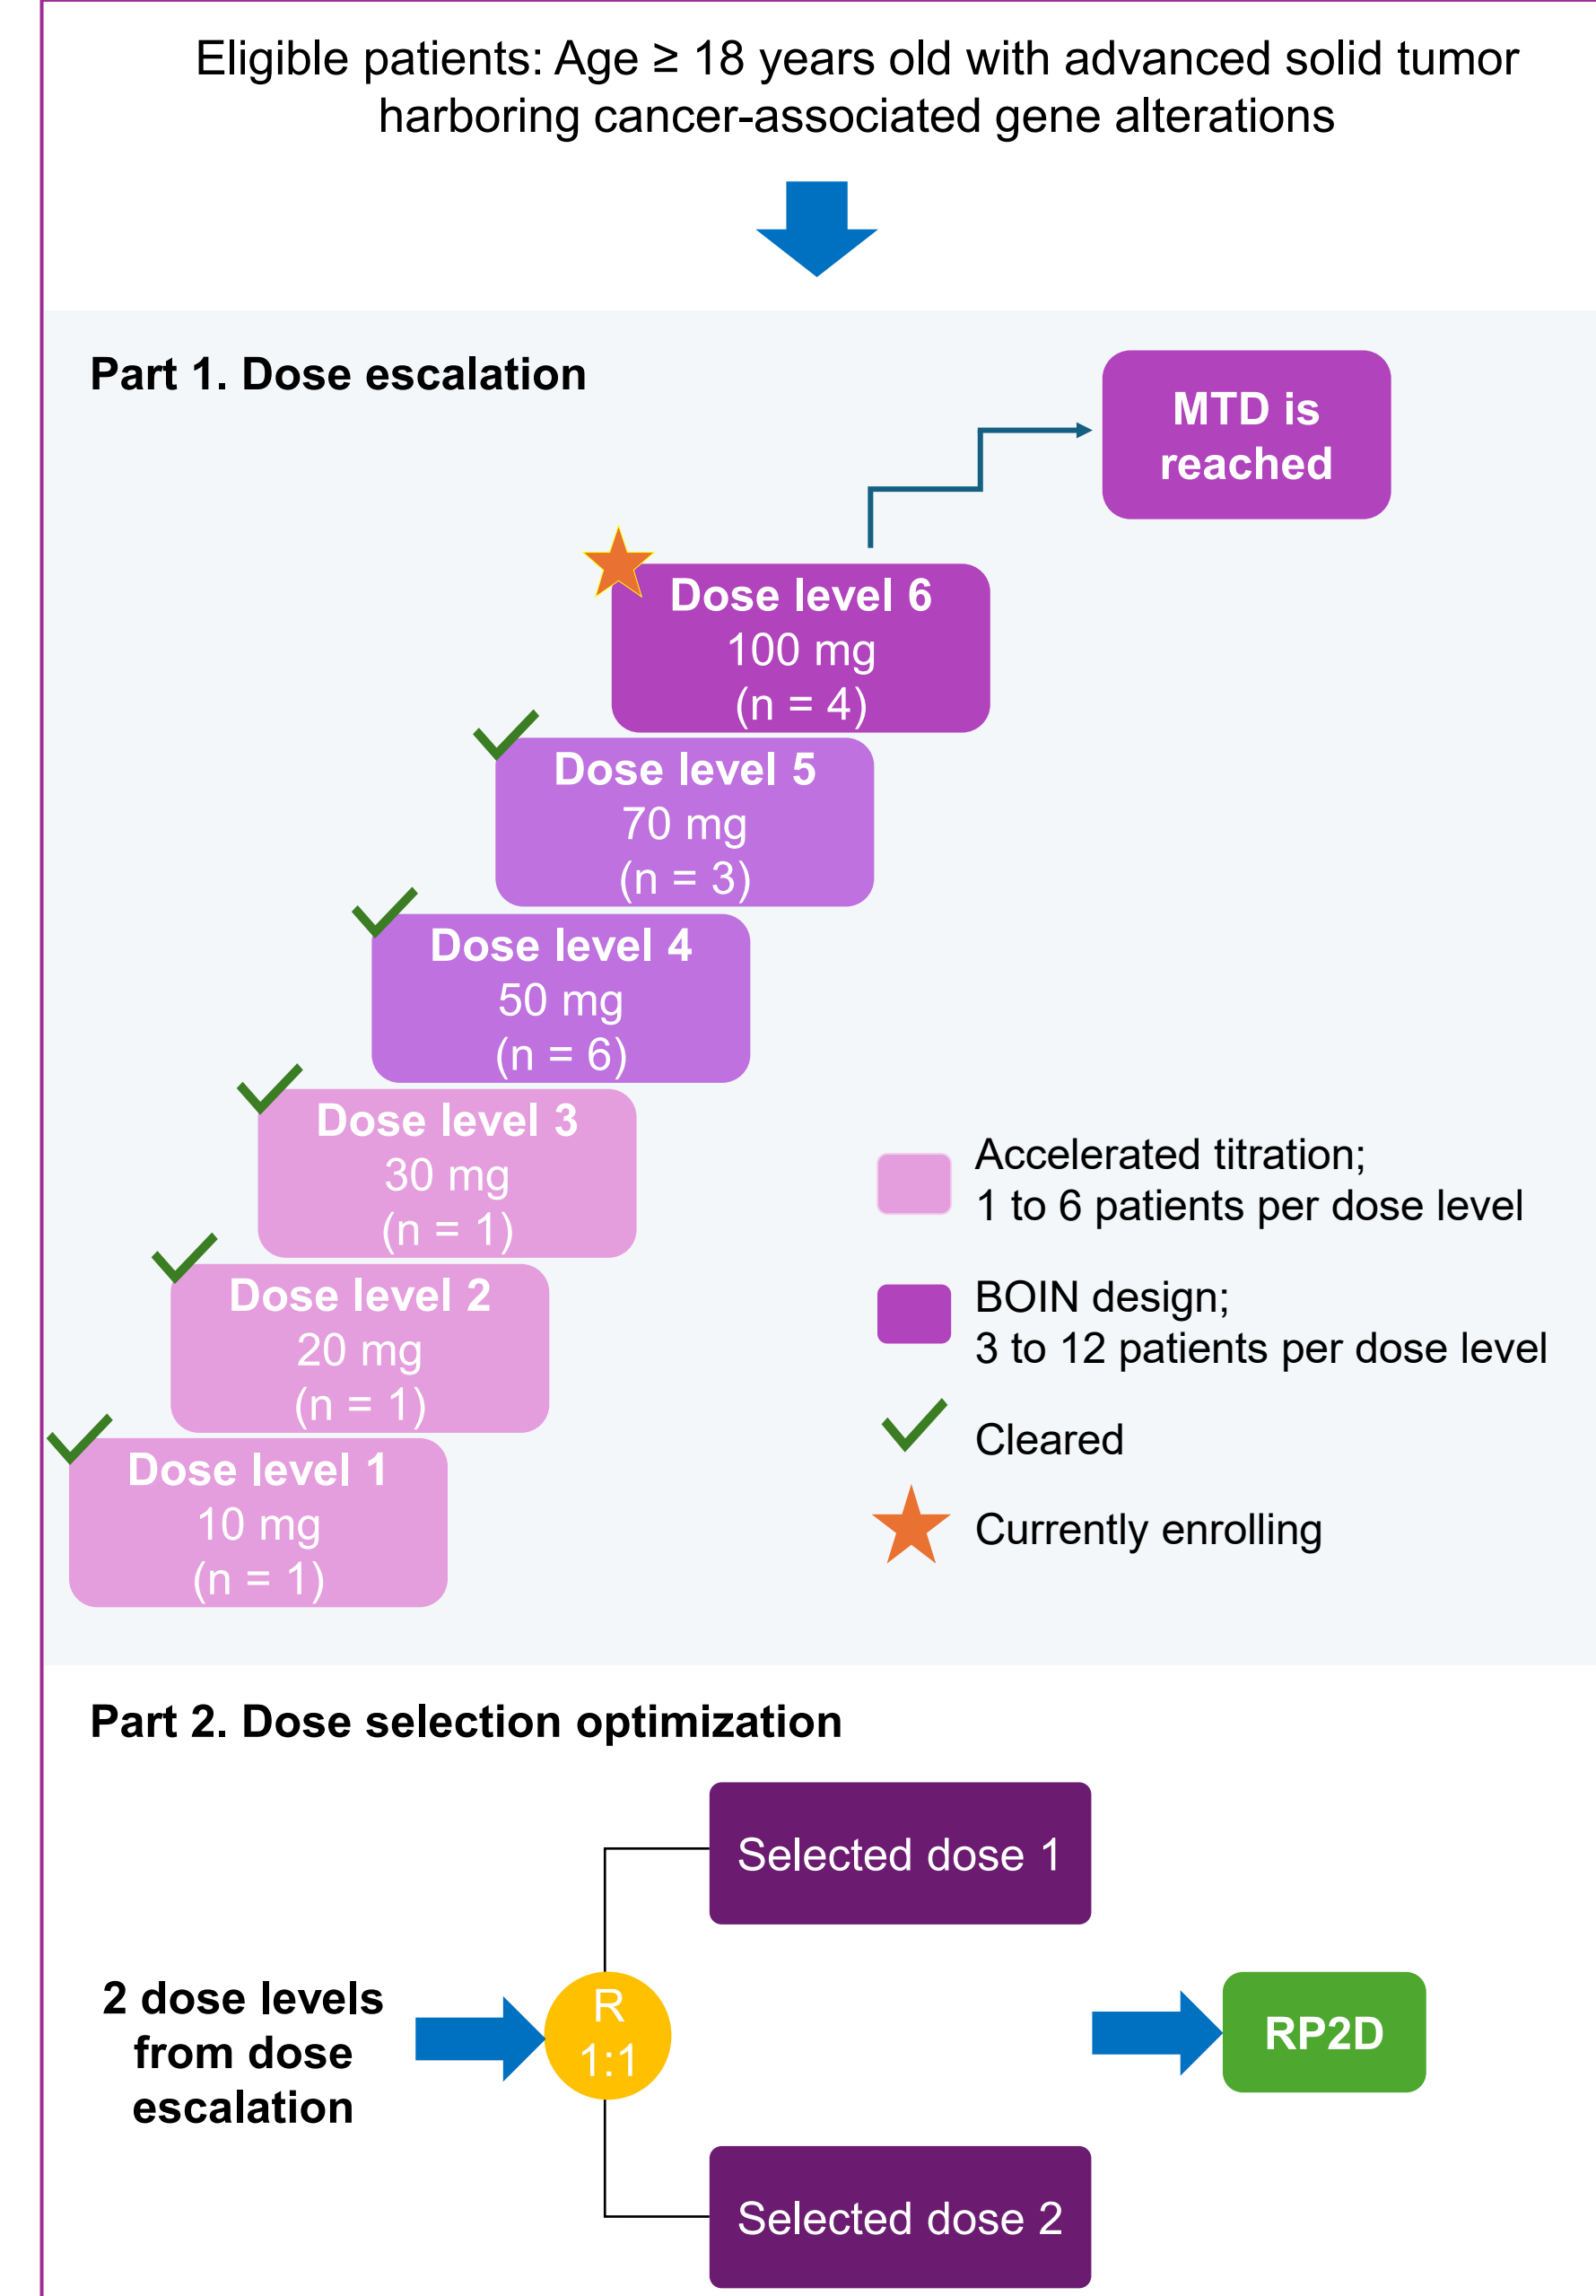 Eligible patients: Age ≥ 18 years old with advanced solid tumor
harboring cancer-associated gene alterations
Part 1. Dose escalation
MTD is
reached
Dose level 6
100 mg
(n = 4)
Dose level 5
70 mg
(n = 3)
Dose level 4
50 mg
(n = 6)
Dose level 3
30 mg
(n = 1)
Dose level 2
20 mg
(n = 1)
Dose level 1
10 mg
(n = 1)
Accelerated titration;
1 to 6 patients per dose level
BOIN design;
3 to 12 patients per dose level
Cleared
Currently enrolling
Part 2. Dose selection optimization
2 dose levels
from dose
escalation
R
1:1
Selected dose 1
Selected dose 2
RP2D